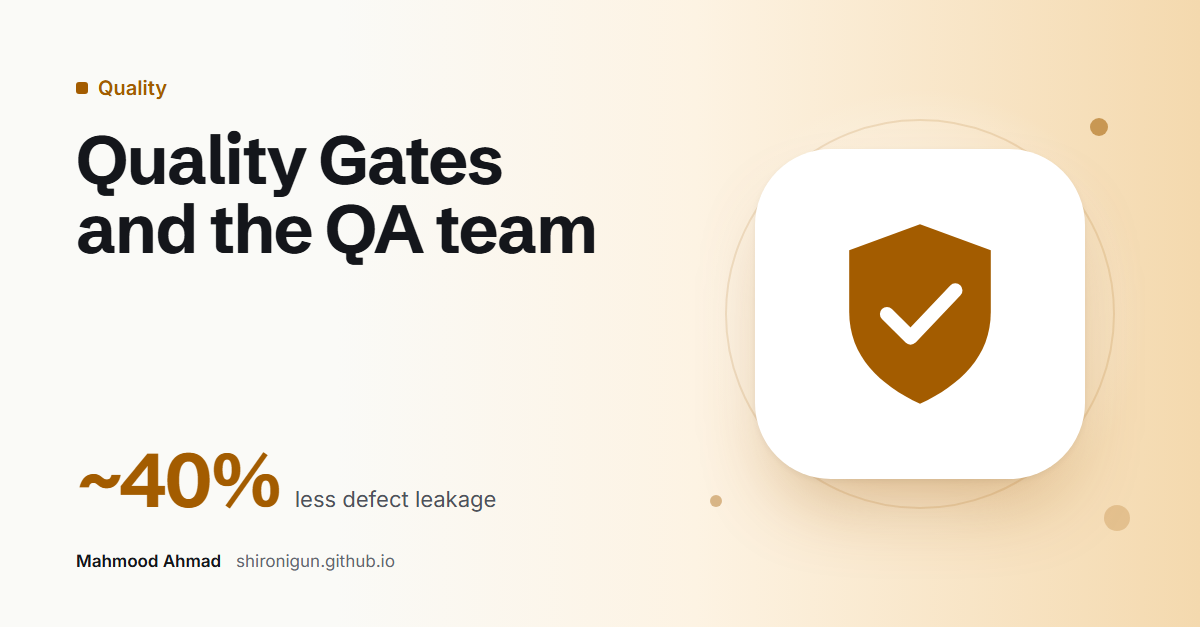 Quality
Quality Gates
and the QA team
~40% less defect leakage
Mahmood Ahmad shironigun.github.io